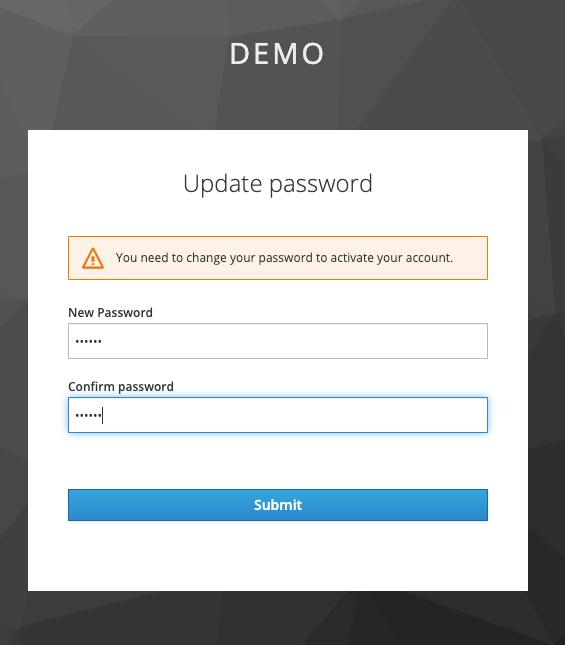 DEMO
Update password
You need to change your password to activate your account.
New Password
••••••
Confirm password
••••••
Submit